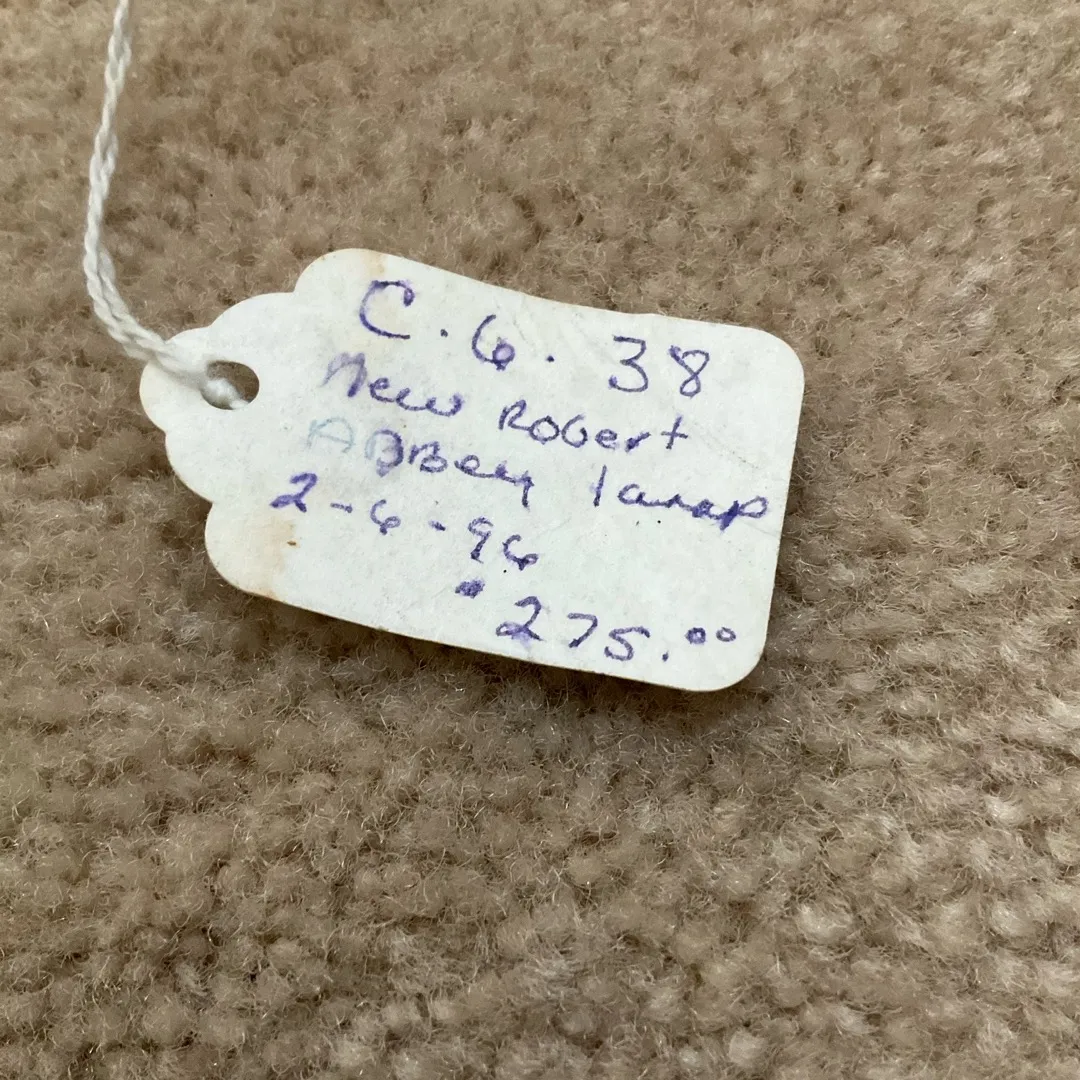 C.6. 38
New Robert
Abbey lamp
2-6-96
$275.00